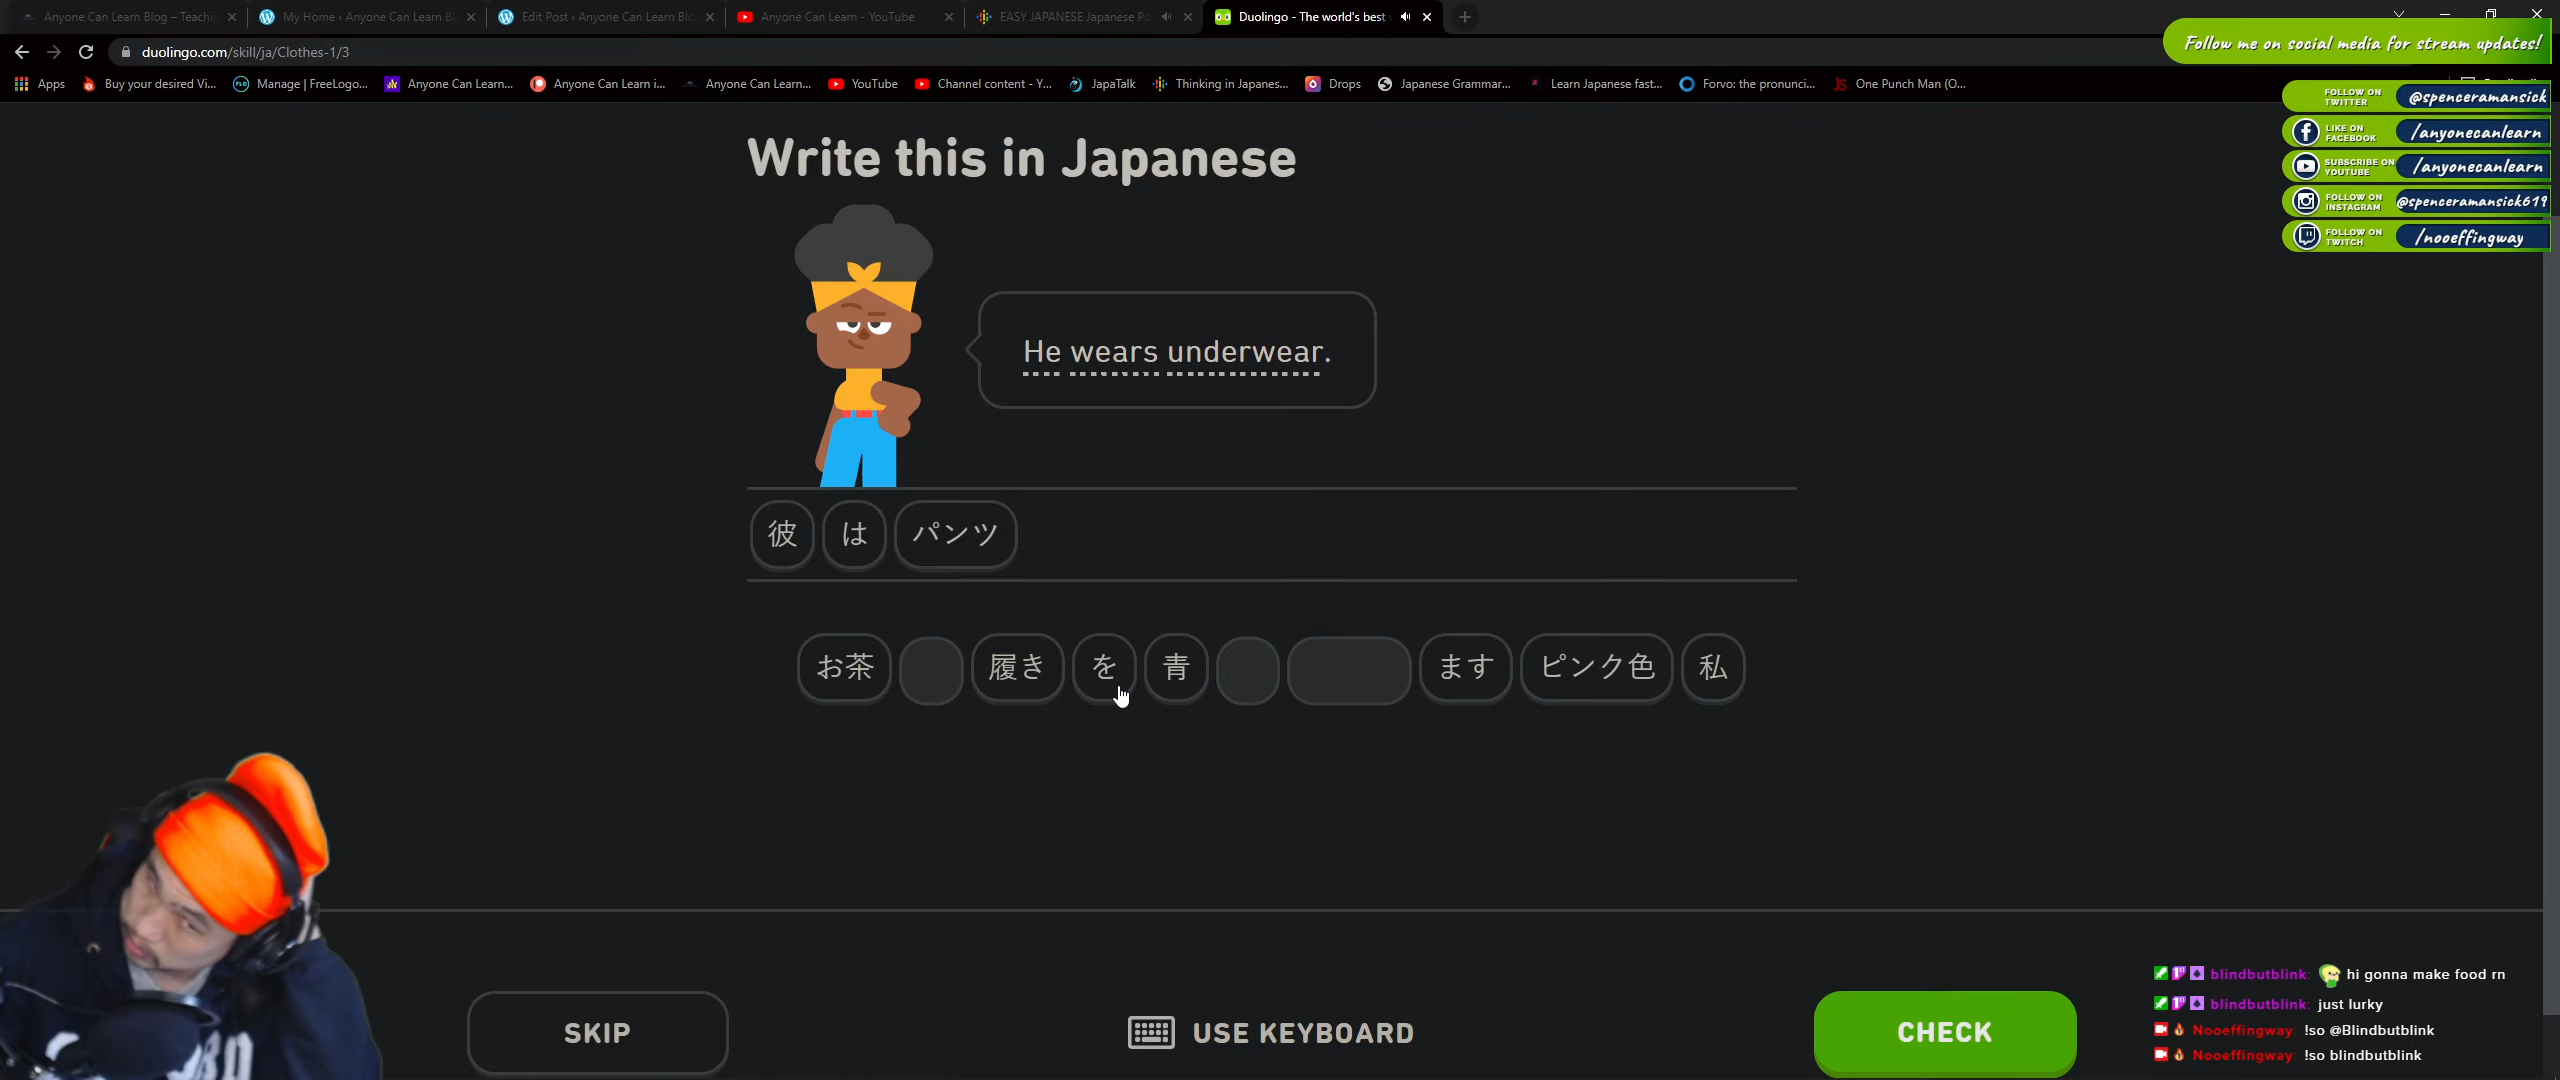 Anyone Can Learn Blog – Teachi
My Home ‹ Anyone Can Learn Bl
Edit Post ‹ Anyone Can Learn Blo
Anyone Can Learn - YouTube
EASY JAPANESE Japanese Po
Duolingo - The world's best
duolingo.com/skill/ja/Clothes-1/3
Apps
Buy your desired Vi...
Manage | FreeLogo...
Anyone Can Learn...
Anyone Can Learn i...
Anyone Can Learn...
YouTube
Channel content - Y...
JapaTalk
Thinking in Japanes...
Drops
Japanese Grammar...
Learn Japanese fast...
Forvo: the pronunci...
One Punch Man (O...
Follow me on social media for stream updates!
FOLLOW ON TWITTER @spenceramansick
LIKE ON FACEBOOK /anyonecanlearn
SUBSCRIBE ON YOUTUBE /anyonecanlearn
FOLLOW ON INSTAGRAM @spenceramansick619
FOLLOW ON TWITCH /nooeffingway
Write this in Japanese
He wears underwear.
彼 は パンツ
お茶 履き を 青 ます ピンク色 私
SKIP
USE KEYBOARD
CHECK
blindbutblink: hi gonna make food rn
blindbutblink: just lurky
Nooeffingway: !so @Blindbutblink
Nooeffingway: !so blindbutblink